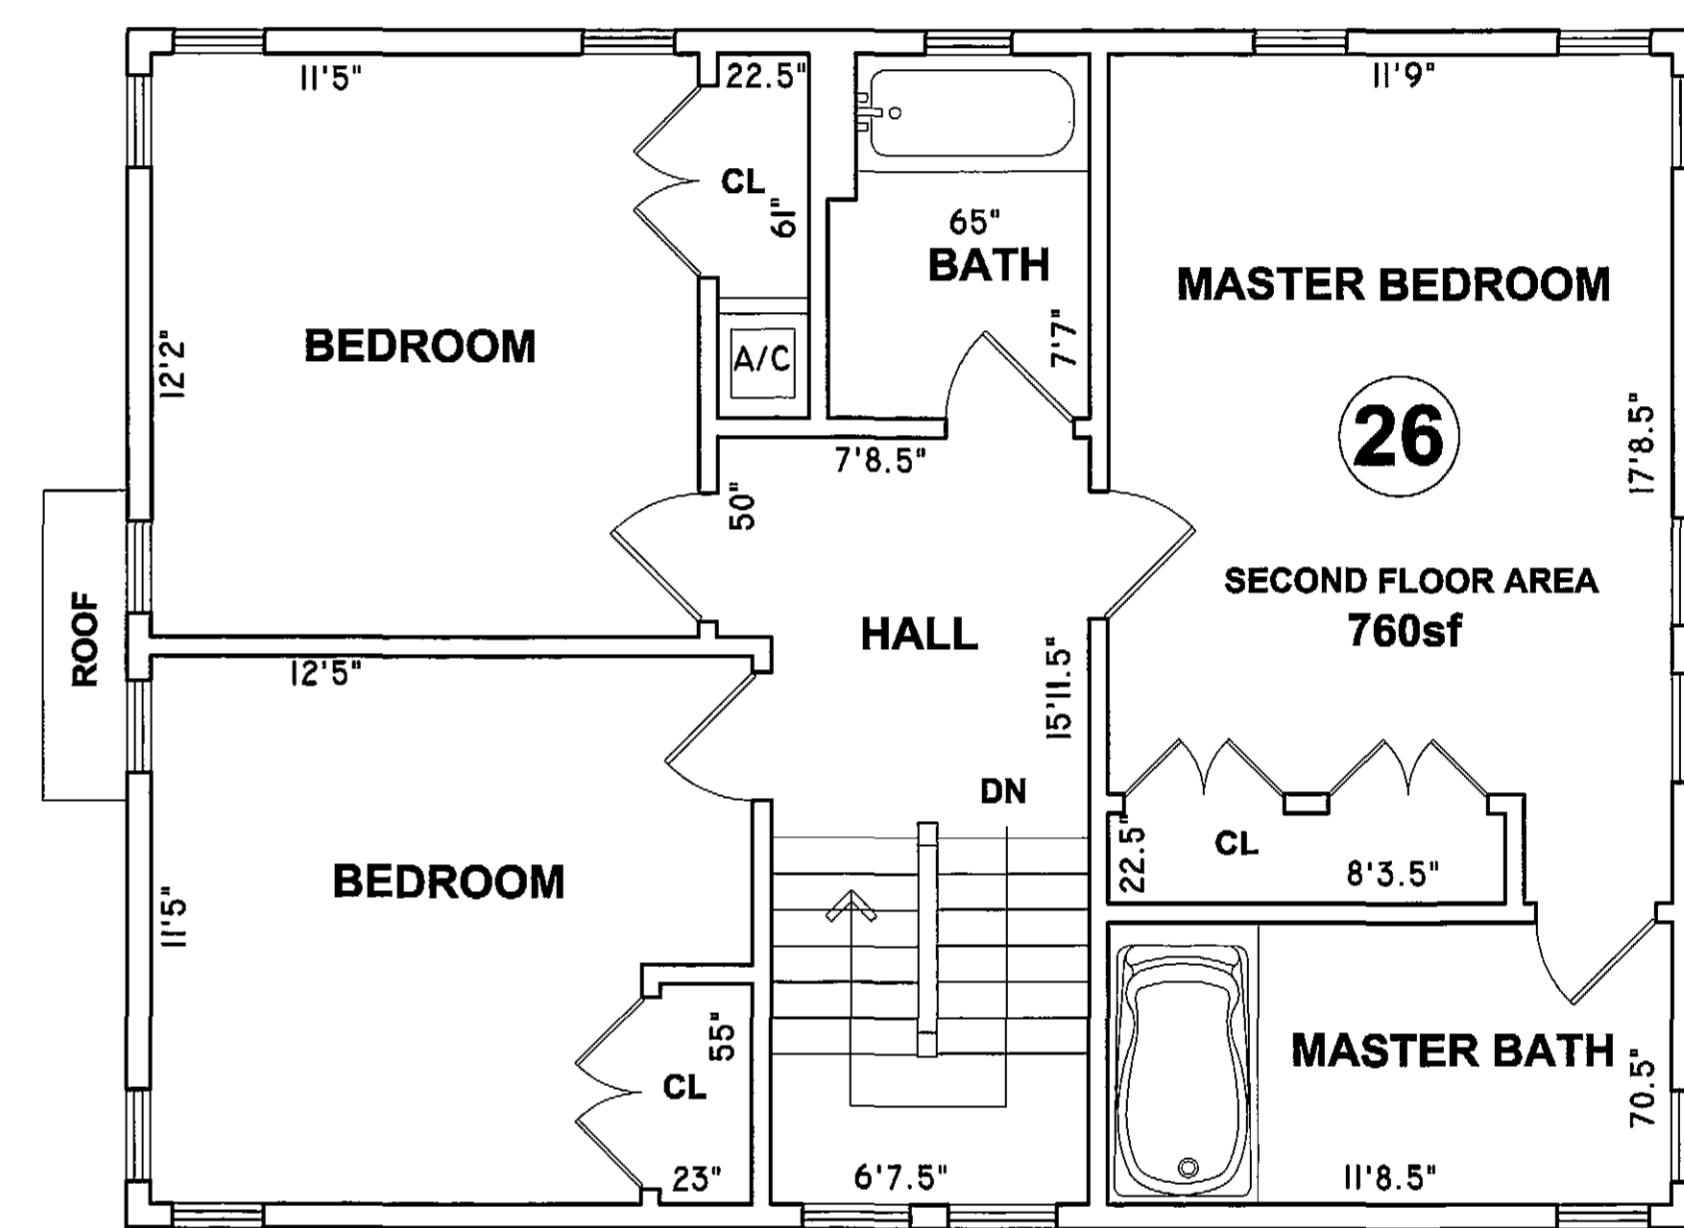 11'5"
22.5"
11'9"
CL
61"
65"
BATH
MASTER BEDROOM
BEDROOM
12'2"
A/C
7'7"
26
7'8.5"
17'8.5"
50"
SECOND FLOOR AREA
760sf
ROOF
HALL
12'5"
15'11.5"
DN
22.5"
CL
8'3.5"
BEDROOM
11'5"
55"
MASTER BATH
CL
70.5"
23"
6'7.5"
11'8.5"